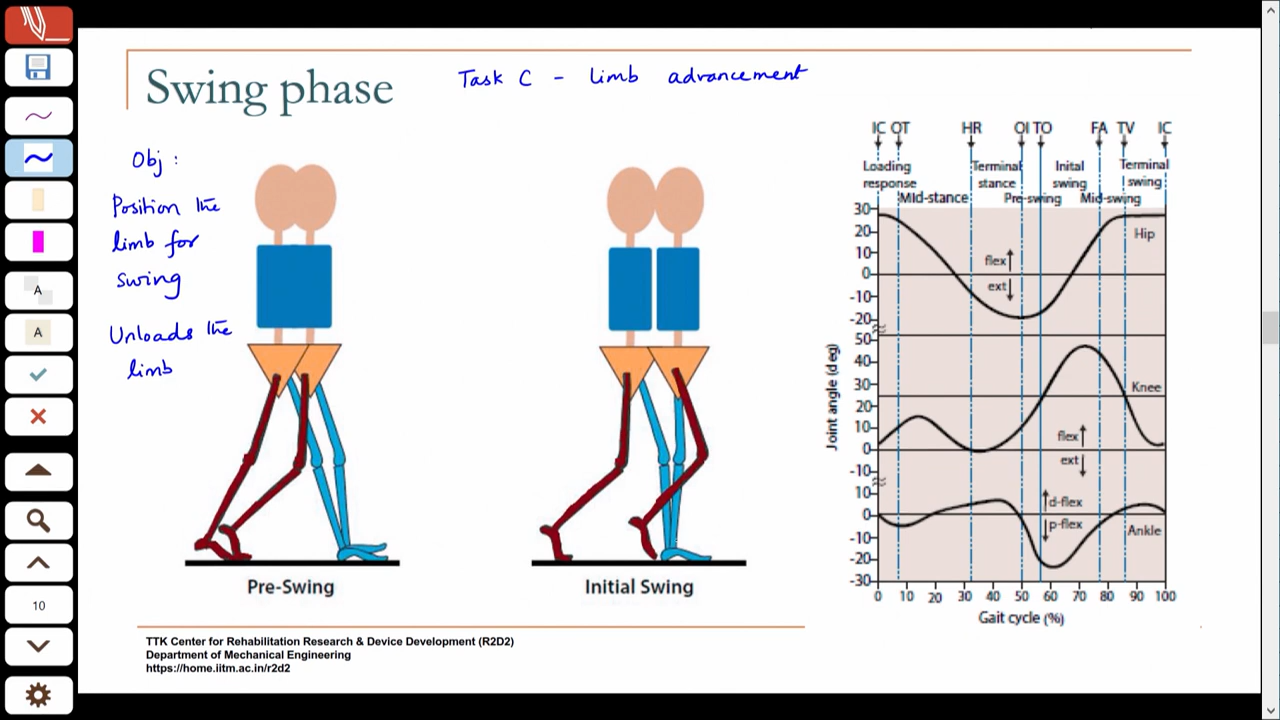 Swing phase
Task C - limb advancement
Obj :
Position the
limb for
swing
Unloads the
limb
Pre-Swing
Initial Swing
IC OT HR OI TO FA TV IC
Loading
response
Mid-stance
Terminal
stance
Pre-swing
Inital
swing
Mid-swing
Terminal
swing
Joint angle (deg)
30
20
10
0
-10
-20
Hip
flex
ext
50
40
30
20
10
0
-10
Knee
flex
ext
10
0
-10
-20
-30
d-flex
p-flex
Ankle
0 10 20 30 40 50 60 70 80 90 100
Gait cycle (%)
TTK Center for Rehabilitation Research & Device Development (R2D2)
Department of Mechanical Engineering
https://home.iitm.ac.in/r2d2
A
A
10